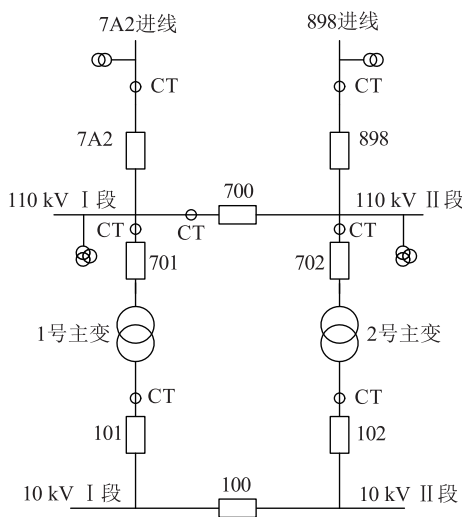 7A2进线 898进线
CT CT
7A2 898
700
110 kV Ⅰ段 110 kV Ⅱ段
CT CT CT
701 702
1号主变 2号主变
CT CT
101 102
100
10 kV Ⅰ段 10 kV Ⅱ段